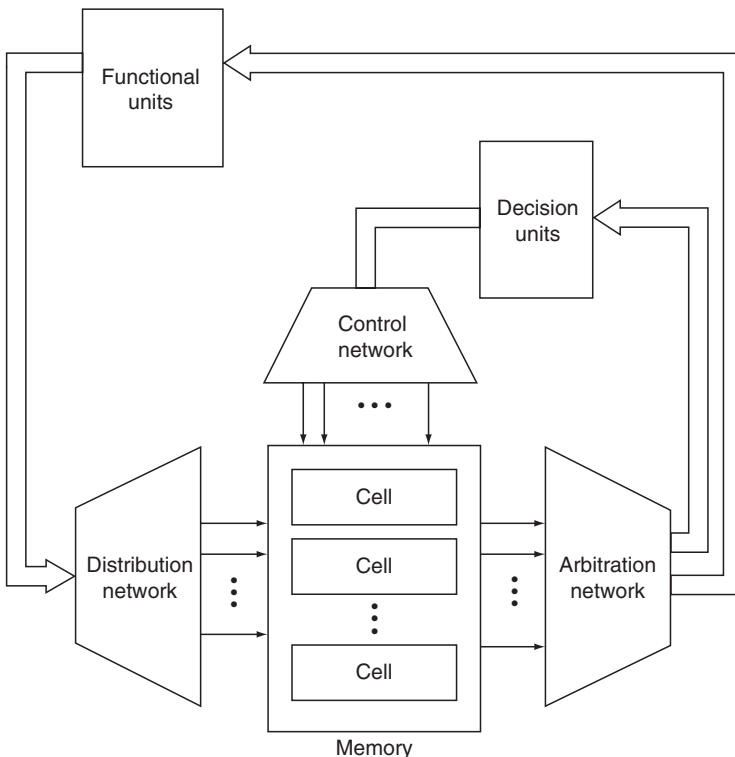 Functional
units
Decision
units
Control
network
Cell
Distribution
network
Cell
Arbitration
network
Cell
Memory